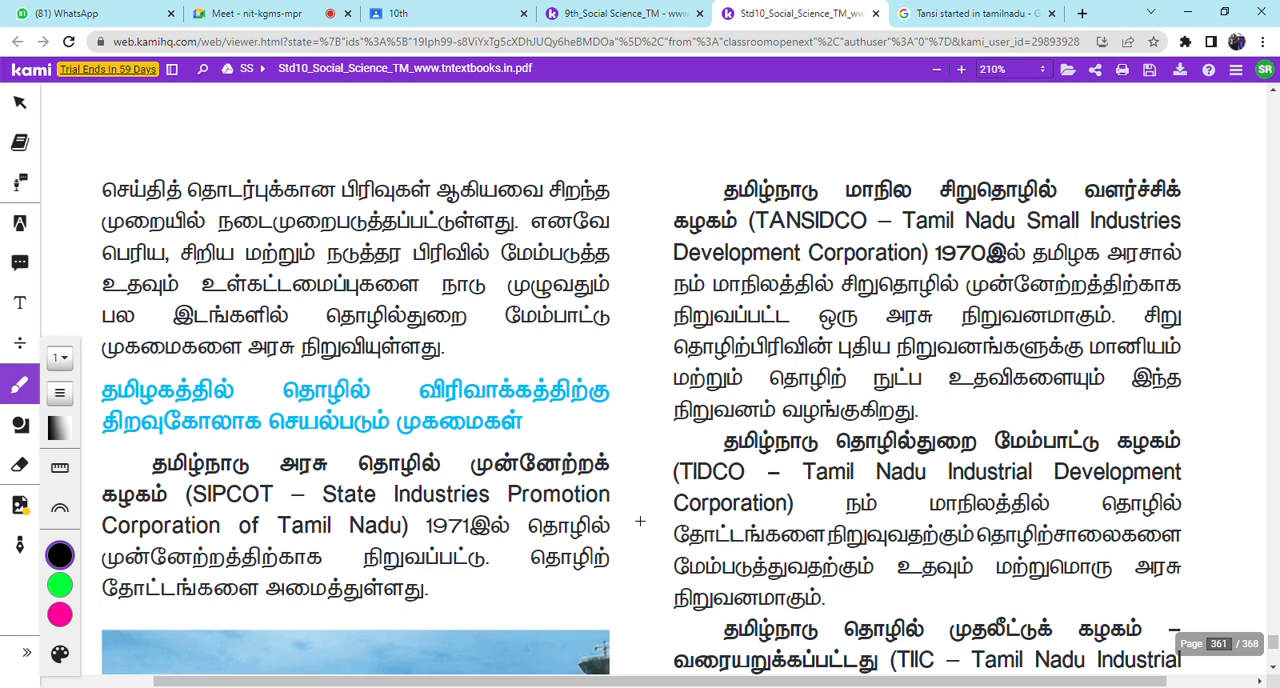 (81) WhatsApp
Meet - nit-kgms-mpr
10th
9th_Social Science_TM - www.
Std10_Social_Science_TM_ww
Tansi started in tamilnadu - G
web.kamihq.com/web/viewer.html?state=%7B"ids"%3A%5B"19Iph99-s8ViYxTg5cXDhJUQy6heBMDOa"%5D%2C"from"%3A"classroomopenext"%2C"authuser"%3A"0"%7D&kami_user_id=29893928
kami Trial Ends In 59 Days SS Std10_Social_Science_TM_www.tntextbooks.in.pdf 210% SR
செய்தித் தொடர்புக்கான பிரிவுகள் ஆகியவை சிறந்த
முறையில் நடைமுறைபடுத்தப்பட்டுள்ளது. எனவே
பெரிய, சிறிய மற்றும் நடுத்தர பிரிவில் மேம்படுத்த
உதவும் உள்கட்டமைப்புகளை நாடு முழுவதும்
பல இடங்களில் தொழில்துறை மேம்பாட்டு
முகமைகளை அரசு நிறுவியுள்ளது.
தமிழகத்தில் தொழில் விரிவாக்கத்திற்கு
திறவுகோலாக செயல்படும் முகமைகள்
தமிழ்நாடு அரசு தொழில் முன்னேற்றக்
கழகம் (SIPCOT – State Industries Promotion
Corporation of Tamil Nadu) 1971இல் தொழில்
முன்னேற்றத்திற்காக நிறுவப்பட்டு. தொழிற்
தோட்டங்களை அமைத்துள்ளது.
தமிழ்நாடு மாநில சிறுதொழில் வளர்ச்சிக்
கழகம் (TANSIDCO – Tamil Nadu Small Industries
Development Corporation) 1970இல் தமிழக அரசால்
நம் மாநிலத்தில் சிறுதொழில் முன்னேற்றத்திற்காக
நிறுவப்பட்ட ஒரு அரசு நிறுவனமாகும். சிறு
தொழிற்பிரிவின் புதிய நிறுவனங்களுக்கு மானியம்
மற்றும் தொழிற் நுட்ப உதவிகளையும் இந்த
நிறுவனம் வழங்குகிறது.
தமிழ்நாடு தொழில்துறை மேம்பாட்டு கழகம்
(TIDCO – Tamil Nadu Industrial Development
Corporation) நம் மாநிலத்தில் தொழில்
தோட்டங்களை நிறுவுவதற்கும் தொழிற்சாலைகளை
மேம்படுத்துவதற்கும் உதவும் மற்றுமொரு அரசு
நிறுவனமாகும்.
தமிழ்நாடு தொழில் முதலீட்டுக் கழகம் –
வரையறுக்கப்பட்டது (TIIC – Tamil Nadu Industrial
1
Page 361 / 368